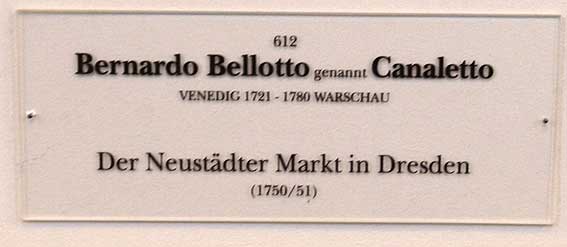 612
Bernardo Bellotto genannt Canaletto
VENEDIG 1721 - 1780 WARSCHAU
Der Neustädter Markt in Dresden
(1750/51)